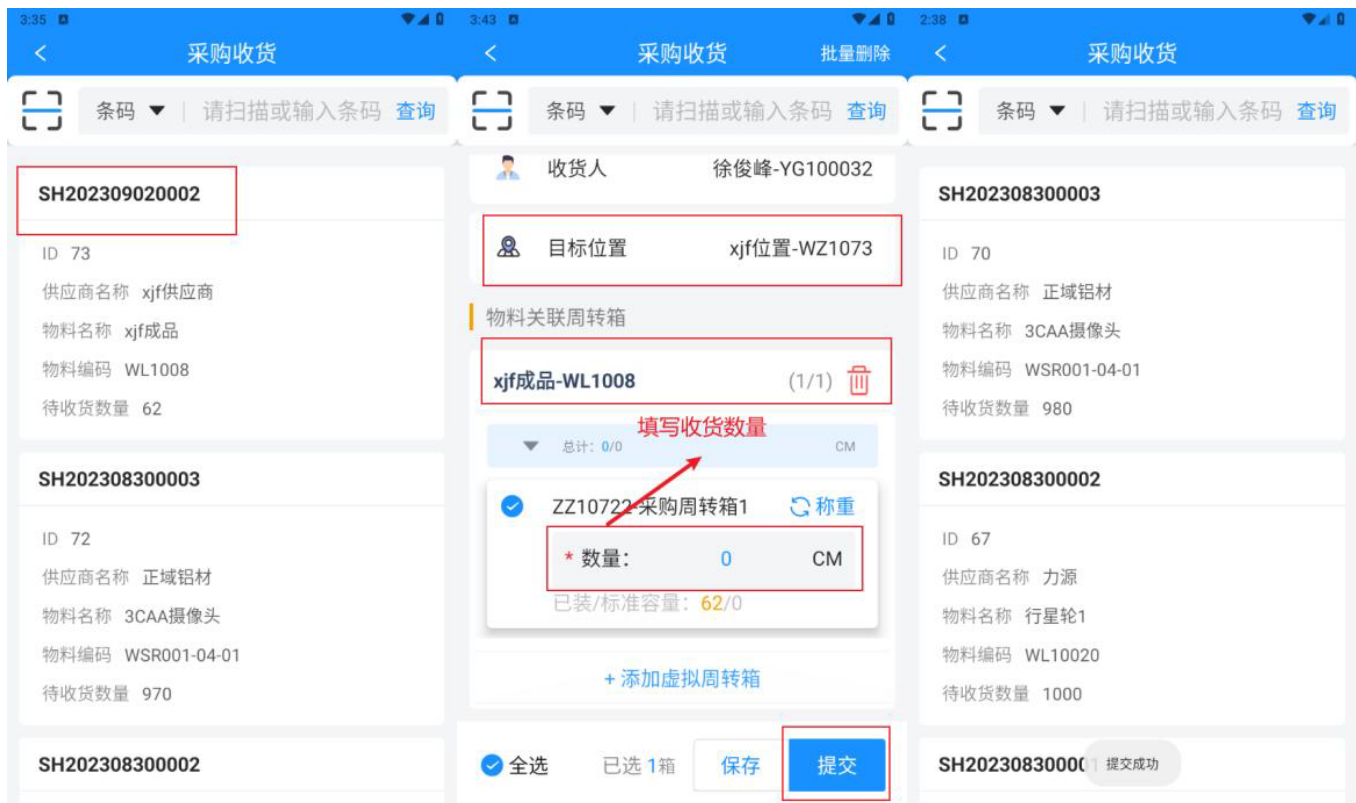 3:35
采购收货
条码
请扫描或输入条码
查询
SH202309020002
ID 73
供应商名称 xjf供应商
物料名称 xjf成品
物料编码 WL1008
待收货数量 62
SH202308300003
ID 72
供应商名称 正域铝材
物料名称 3CAA摄像头
物料编码 WSR001-04-01
待收货数量 970
SH202308300002
3:43
采购收货
批量删除
条码
请扫描或输入条码
查询
收货人 徐俊峰-YG100032
目标位置 xjf位置-WZ1073
物料关联周转箱
xjf成品-WL1008 (1/1)
填写收货数量
总计: 0/0 CM
ZZ10722-采购周转箱1 称重
* 数量: 0 CM
已装/标准容量: 62/0
+ 添加虚拟周转箱
全选 已选 1箱 保存 提交
2:38
采购收货
条码
请扫描或输入条码
查询
SH202308300003
ID 70
供应商名称 正域铝材
物料名称 3CAA摄像头
物料编码 WSR001-04-01
待收货数量 980
SH202308300002
ID 67
供应商名称 力源
物料名称 行星轮1
物料编码 WL10020
待收货数量 1000
SH202308300001
提交成功